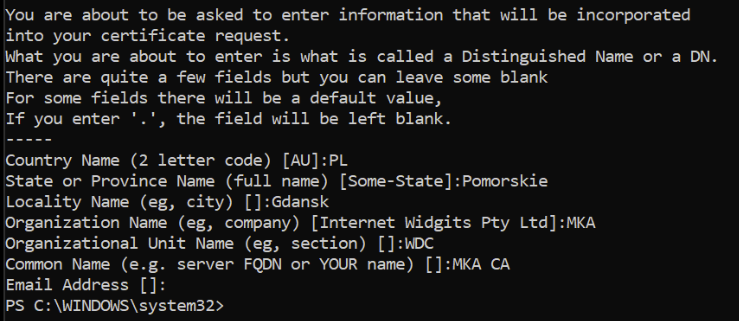 You are about to be asked to enter information that will be incorporated
into your certificate request.
What you are about to enter is what is called a Distinguished Name or a DN.
There are quite a few fields but you can leave some blank
For some fields there will be a default value,
If you enter '.', the field will be left blank.
-----
Country Name (2 letter code) [AU]:PL
State or Province Name (full name) [Some-State]:Pomorskie
Locality Name (eg, city) []:Gdansk
Organization Name (eg, company) [Internet Widgits Pty Ltd]:MKA
Organizational Unit Name (eg, section) []:WDC
Common Name (e.g. server FQDN or YOUR name) []:MKA CA
Email Address []:
PS C:\WINDOWS\system32>